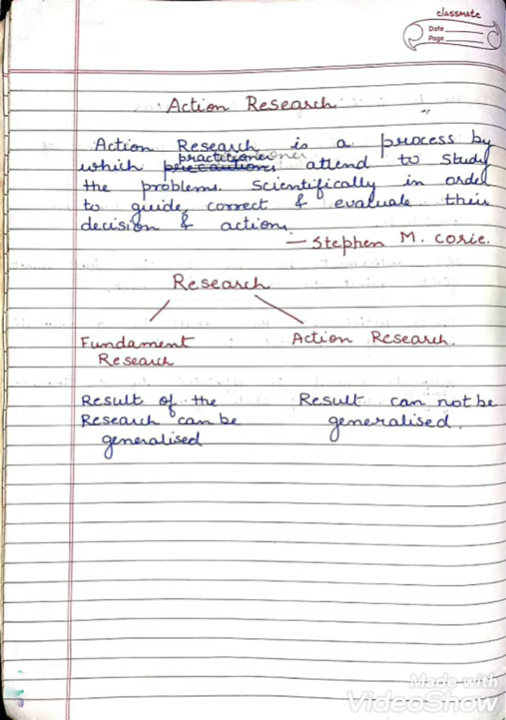 classmate
Date
Page
Action Research
Action Research is a process by
practitioner
which precautions attend to study
the problems scientifically in order
to guide, correct & evaluate their
decision & action.
— Stephen M. Corie.
Research
Fundament Action Research.
Research
Result of the Result can not be
Research can be generalised.
generalised
Made with
VideoShow